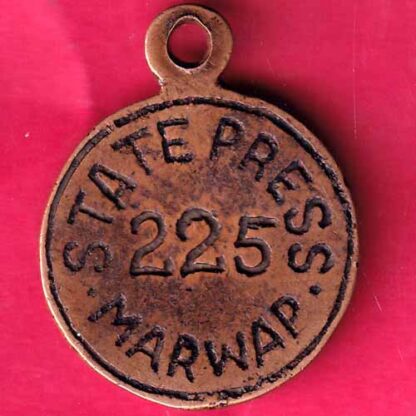 STATE PRESS
225
· MARWAP ·